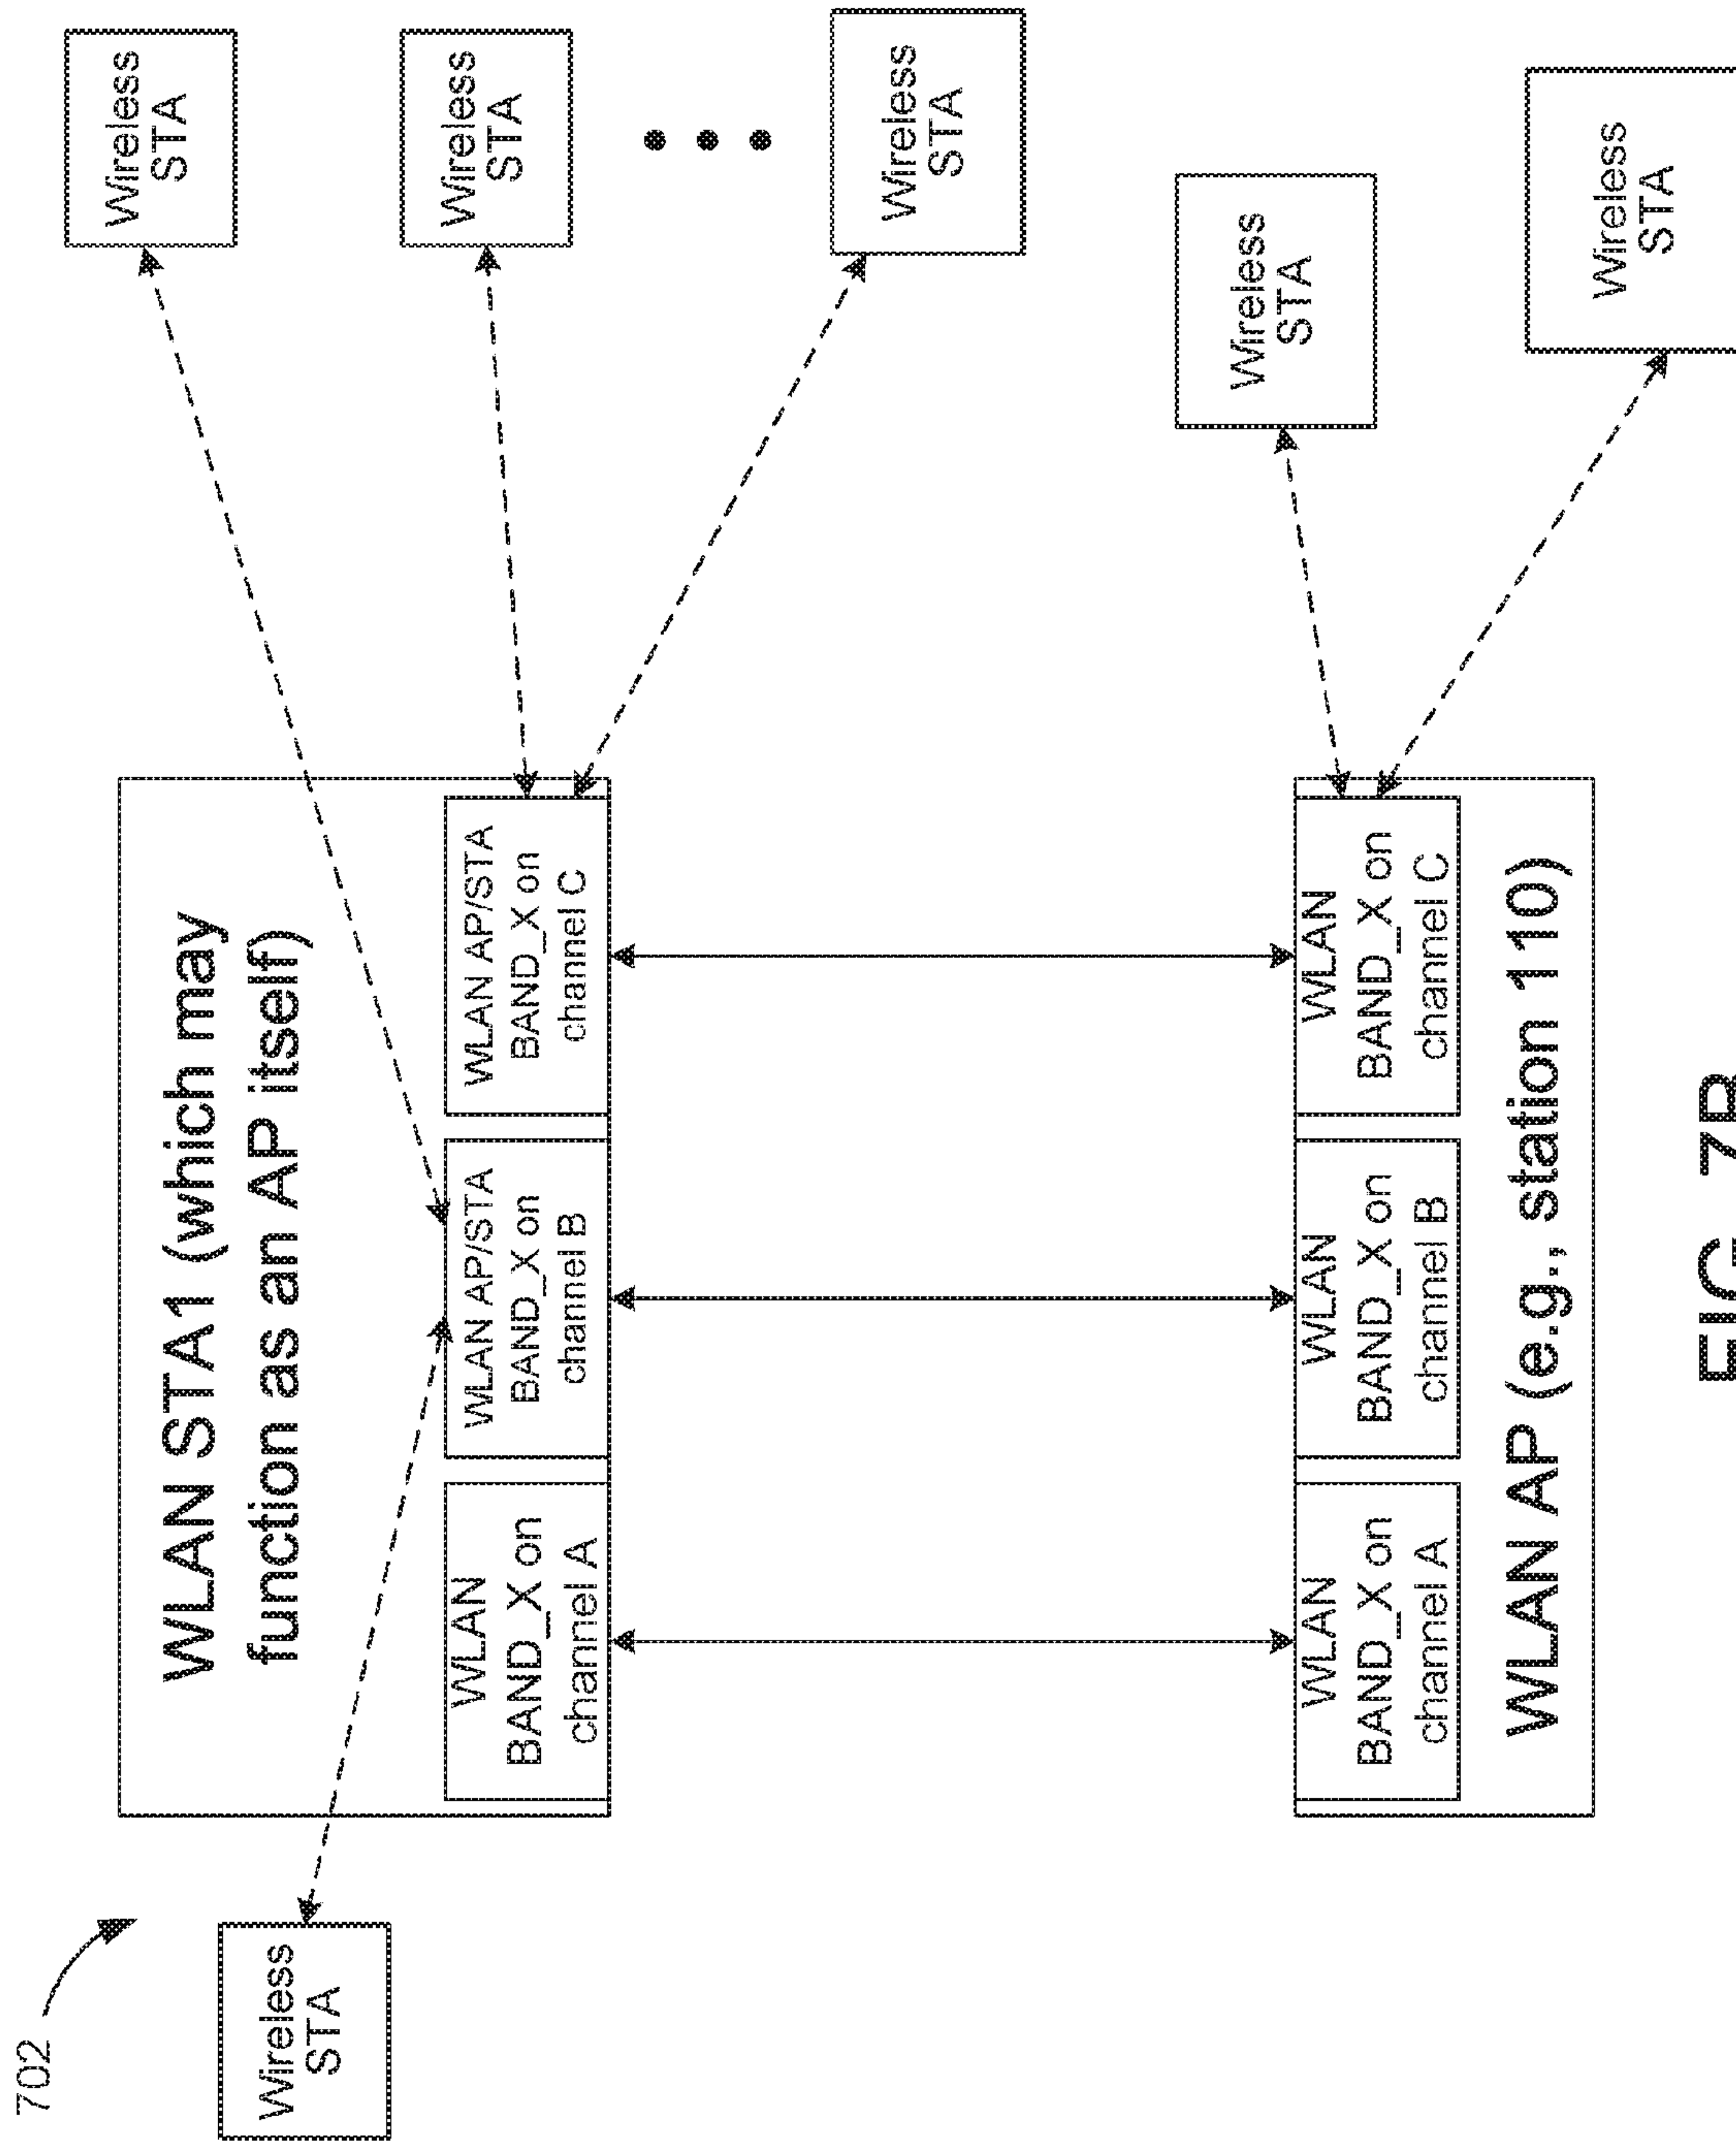 702
Wireless
STA
WLAN STA1 (which may
function as an AP itself)
WLAN
BAND_X on
channel A
WLAN AP/STA
BAND_X on
channel B
WLAN AP/STA
BAND_X on
channel C
Wireless
STA
Wireless
STA
Wireless
STA
WLAN
BAND_X on
channel A
WLAN
BAND_X on
channel B
WLAN
BAND_X on
channel C
WLAN AP (e.g., station 110)
Wireless
STA
Wireless
STA
FIG. 7B